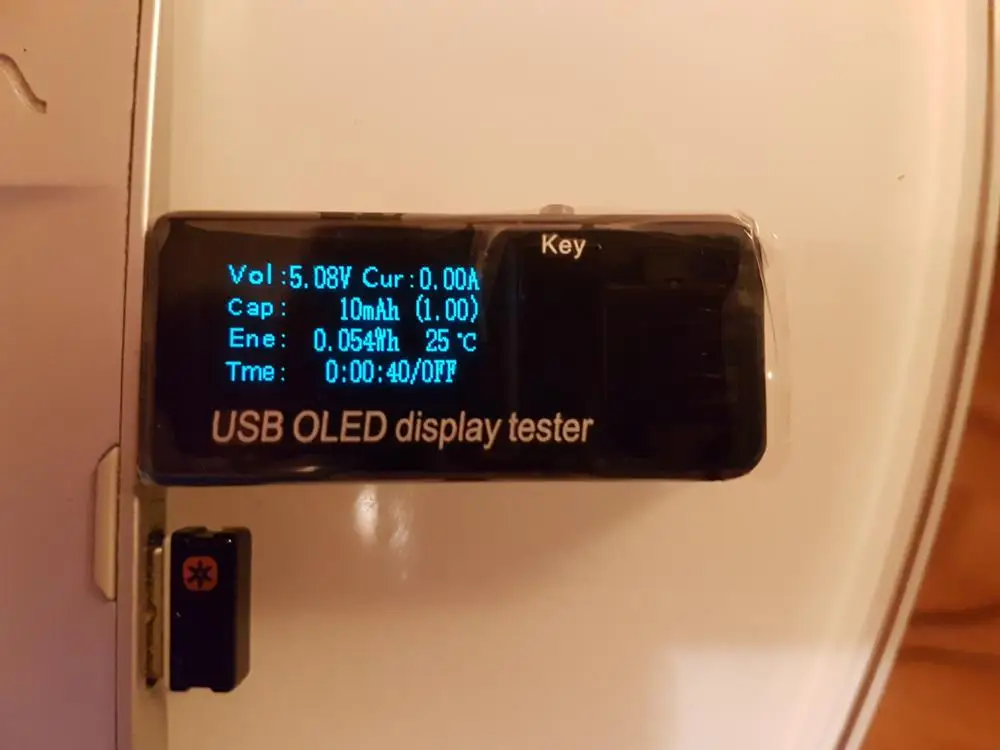 Key
Vol:5.08V Cur:0.00A
Cap: 10mAh (1.00)
Ene: 0.054Wh 25℃
Tme: 0:00:40/OFF
USB OLED display tester